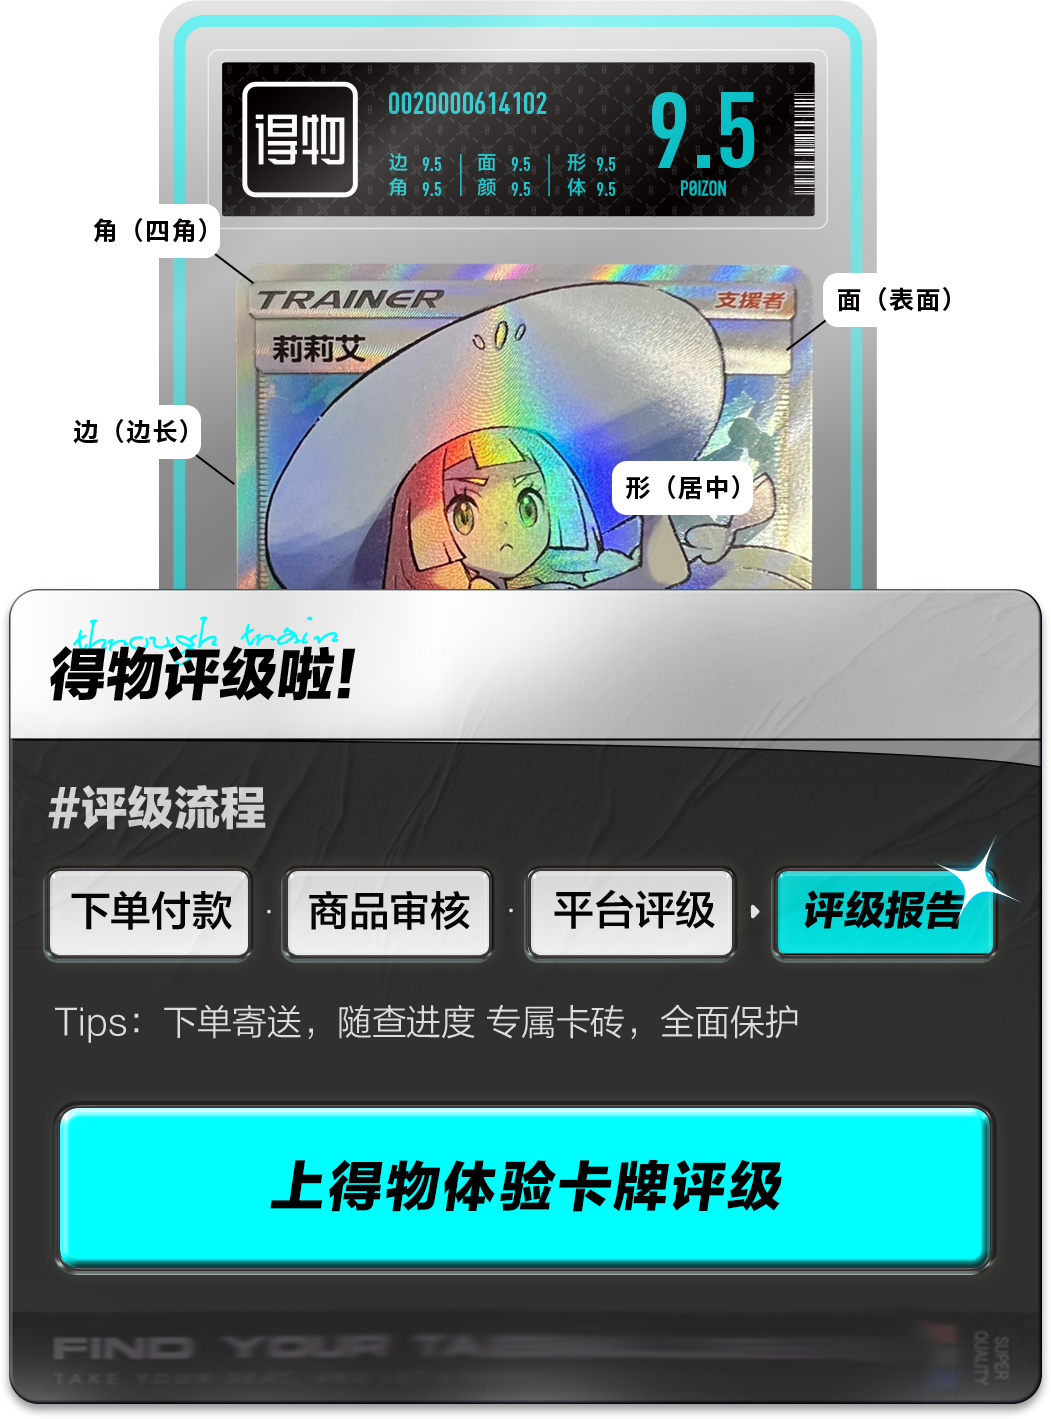 得物
0020000614102
边 9.5 面 9.5 形 9.5
角 9.5 颜 9.5 体 9.5
9.5
POIZON
角（四角）
面（表面）
TRAINER
支援者
莉莉艾
边（边长）
形（居中）
through train
得物评级啦!
#评级流程
下单付款 · 商品审核 · 平台评级 评级报告
Tips：下单寄送，随查进度 专属卡砖，全面保护
上得物体验卡牌评级
FIND YOUR TA
TAKE YOUR
SUPER
QUALITY